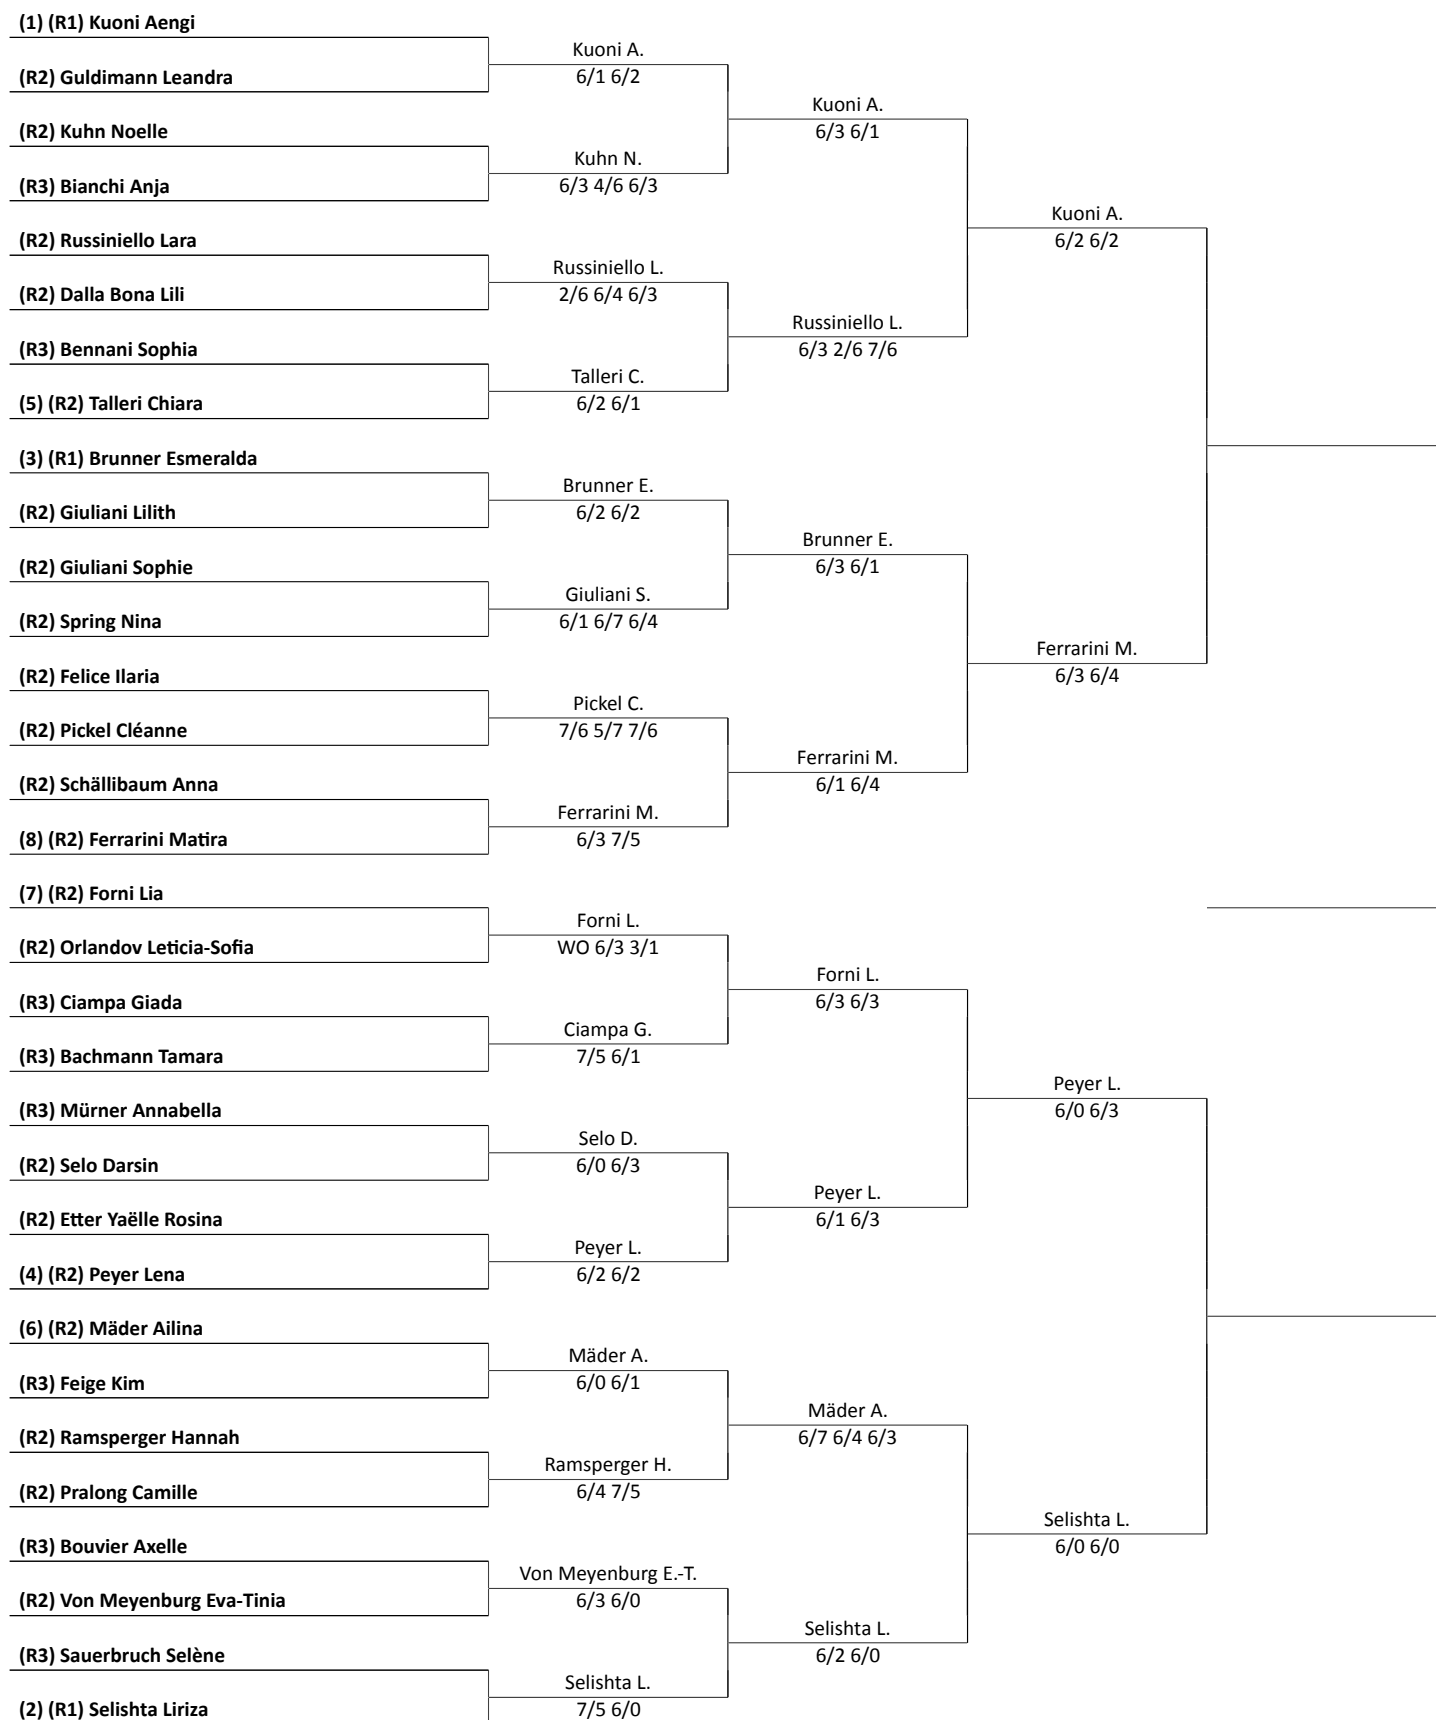 (1) (R1) Kuoni Aengi
Kuoni A.
(R2) Guldimann Leandra
6/1 6/2
Kuoni A.
(R2) Kuhn Noelle
6/3 6/1
Kuhn N.
(R3) Bianchi Anja
6/3 4/6 6/3
Kuoni A.
(R2) Russiniello Lara
6/2 6/2
Russiniello L.
(R2) Dalla Bona Lili
2/6 6/4 6/3
Russiniello L.
(R3) Bennani Sophia
6/3 2/6 7/6
Talleri C.
(5) (R2) Talleri Chiara
6/2 6/1
(3) (R1) Brunner Esmeralda
Brunner E.
(R2) Giuliani Lilith
6/2 6/2
Brunner E.
(R2) Giuliani Sophie
6/3 6/1
Giuliani S.
(R2) Spring Nina
6/1 6/7 6/4
Ferrarini M.
(R2) Felice Ilaria
6/3 6/4
Pickel C.
(R2) Pickel Cléanne
7/6 5/7 7/6
Ferrarini M.
(R2) Schällibaum Anna
6/1 6/4
Ferrarini M.
(8) (R2) Ferrarini Matira
6/3 7/5
(7) (R2) Forni Lia
Forni L.
(R2) Orlandov Leticia-Sofia
WO 6/3 3/1
Forni L.
(R3) Ciampa Giada
6/3 6/3
Ciampa G.
(R3) Bachmann Tamara
7/5 6/1
Peyer L.
(R3) Mürner Annabella
6/0 6/3
Selo D.
(R2) Selo Darsin
6/0 6/3
Peyer L.
(R2) Etter Yaëlle Rosina
6/1 6/3
Peyer L.
(4) (R2) Peyer Lena
6/2 6/2
(6) (R2) Mäder Ailina
Mäder A.
(R3) Feige Kim
6/0 6/1
Mäder A.
(R2) Ramsperger Hannah
6/7 6/4 6/3
Ramsperger H.
(R2) Pralong Camille
6/4 7/5
Selishta L.
(R3) Bouvier Axelle
6/0 6/0
Von Meyenburg E.-T.
(R2) Von Meyenburg Eva-Tinia
6/3 6/0
Selishta L.
(R3) Sauerbruch Selène
6/2 6/0
Selishta L.
(2) (R1) Selishta Liriza
7/5 6/0